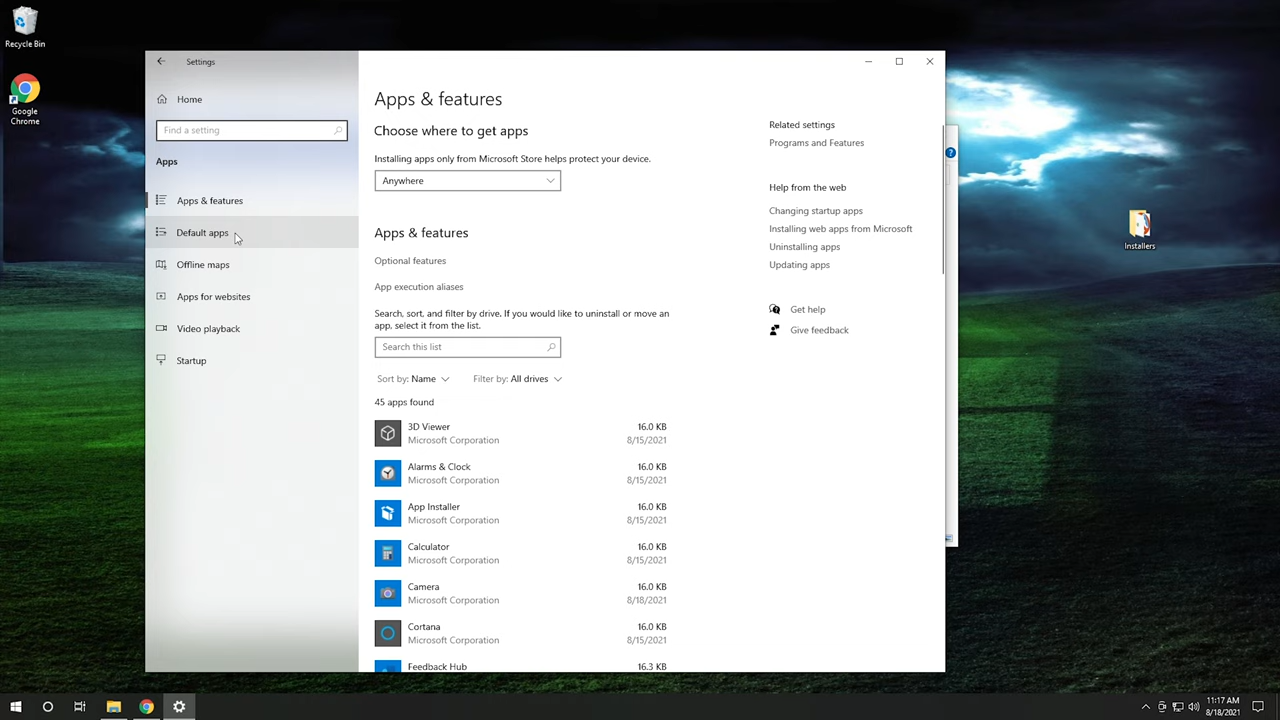 Recycle Bin
Google
Chrome
Settings
Home
Find a setting
Apps
Apps & features
Default apps
Offline maps
Apps for websites
Video playback
Startup
Apps & features
Choose where to get apps
Installing apps only from Microsoft Store helps protect your device.
Anywhere
Apps & features
Optional features
App execution aliases
Search, sort, and filter by drive. If you would like to uninstall or move an
app, select it from the list.
Search this list
Sort by: Name
Filter by: All drives
45 apps found
3D Viewer 16.0 KB
Microsoft Corporation 8/15/2021
Alarms & Clock 16.0 KB
Microsoft Corporation 8/15/2021
App Installer 16.0 KB
Microsoft Corporation 8/15/2021
Calculator 16.0 KB
Microsoft Corporation 8/15/2021
Camera 16.0 KB
Microsoft Corporation 8/18/2021
Cortana 16.0 KB
Microsoft Corporation 8/15/2021
Feedback Hub 16.3 KB
Related settings
Programs and Features
Help from the web
Changing startup apps
Installing web apps from Microsoft
Uninstalling apps
Updating apps
Get help
Give feedback
Installers
11:17 AM
8/18/2021